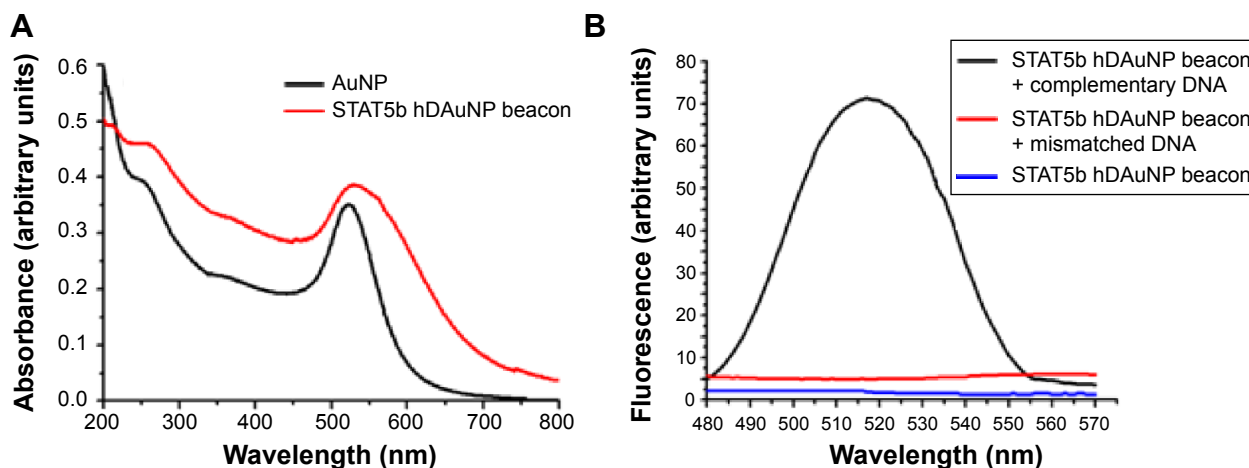 A
Absorbance (arbitrary units)
0.6
0.5
0.4
0.3
0.2
0.1
0.0
200
300
400
500
600
700
800
Wavelength (nm)
AuNP
STAT5b hDAuNP beacon
B
Fluorescence (arbitrary units)
80
70
60
50
40
30
20
10
5
0
480
490
500
510
520
530
540
550
560
570
Wavelength (nm)
STAT5b hDAuNP beacon
+ complementary DNA
STAT5b hDAuNP beacon
+ mismatched DNA
STAT5b hDAuNP beacon